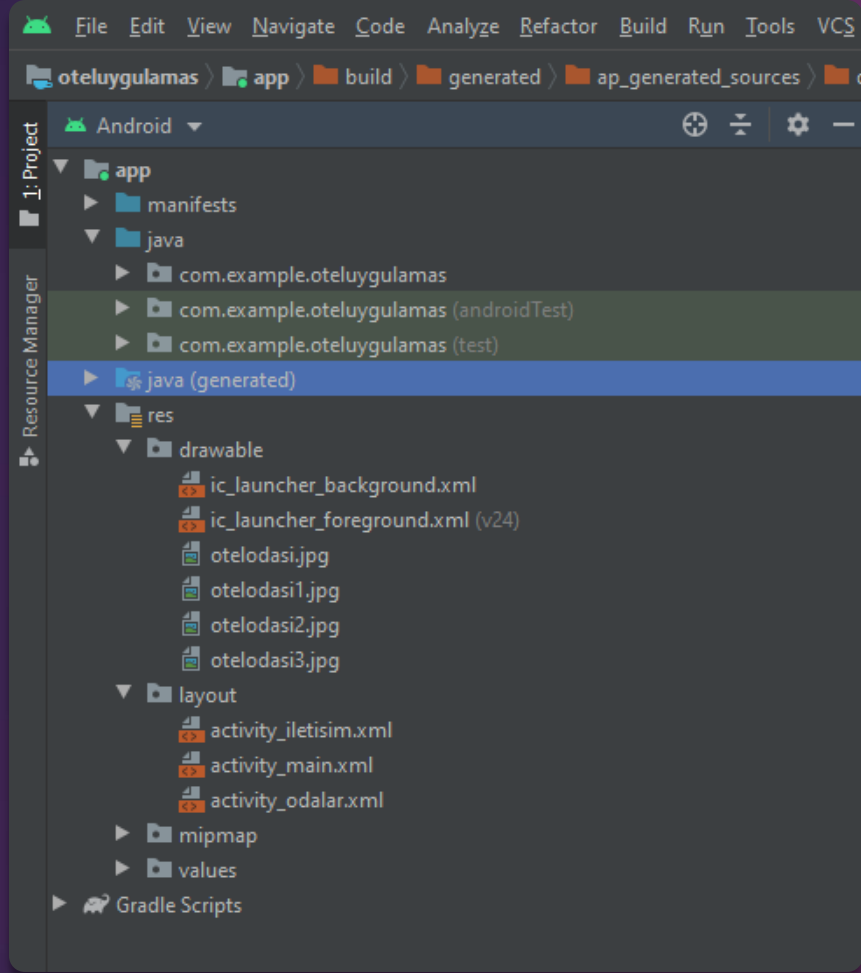 File Edit View Navigate Code Analyze Refactor Build Run Tools VCS
oteluygulamas app build generated ap_generated_sources
1: Project
Resource Manager
Android
app
manifests
java
com.example.oteluygulamas
com.example.oteluygulamas (androidTest)
com.example.oteluygulamas (test)
java (generated)
res
drawable
ic_launcher_background.xml
ic_launcher_foreground.xml (v24)
otelodasi.jpg
otelodasi1.jpg
otelodasi2.jpg
otelodasi3.jpg
layout
activity_iletisim.xml
activity_main.xml
activity_odalar.xml
mipmap
values
Gradle Scripts